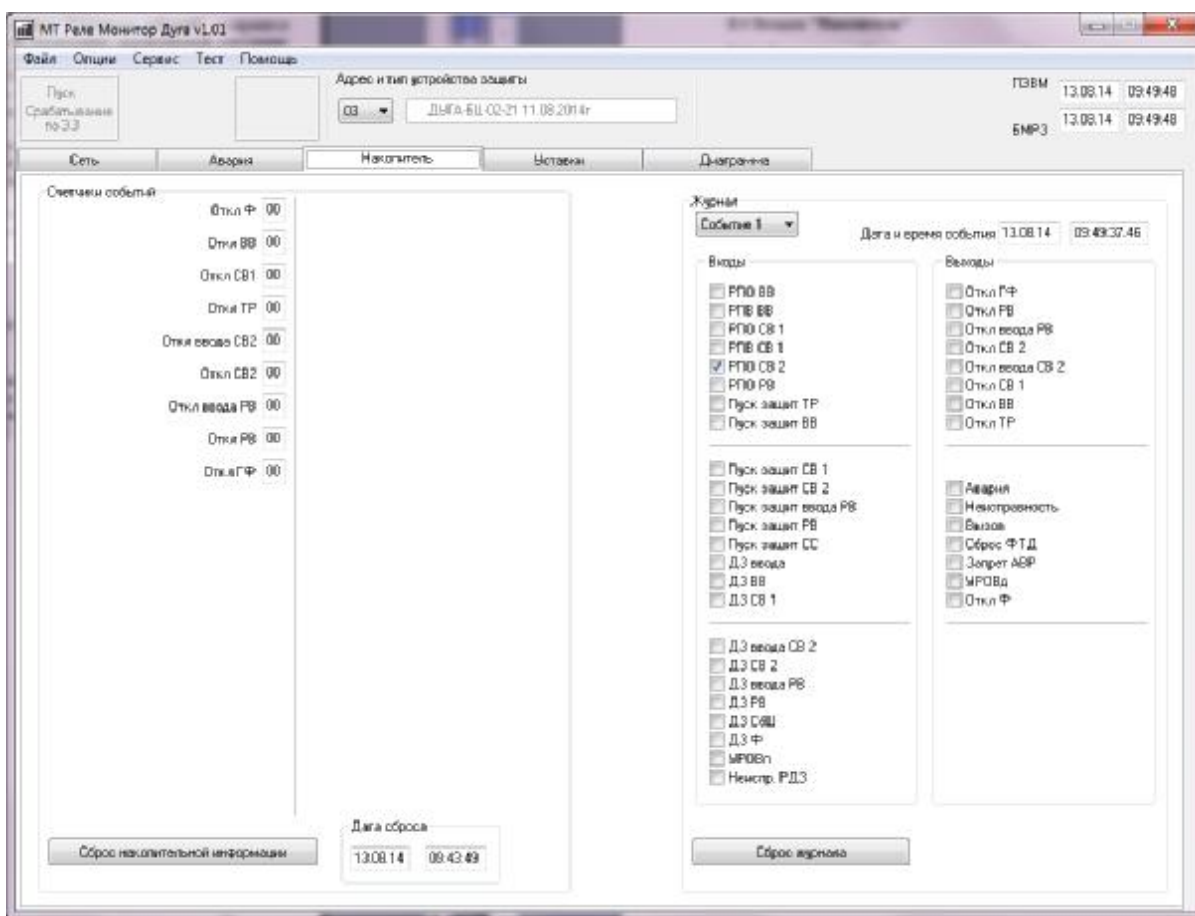 МТ Реле Монитор Дуга v1.01
Файл Опции Сервис Тест Помощь
Пуск
Срабатывание
по ЗЗ
Адрес и тип устройства защиты
03
ДУГА-БЦ-02-21 11.08.2014г
ПЭВМ 13.08.14 09:49:48
БМРЗ 13.08.14 09:49:48
Сеть Авария Накопитель Уставки Диаграмма
Счетчики событий
Откл Ф 00
Откл ВВ 00
Откл СВ1 00
Откл ТР 00
Откл ввода СВ2 00
Откл СВ2 00
Откл ввода РВ 00
Откл РВ 00
Откл ГФ 00
Сброс накопительной информации
Дата сброса
13.08.14 09:43:49
Журнал
Событие 1
Дата и время события 13.08.14 09:49:37.46
Входы
РПО ВВ
РПВ ВВ
РПО СВ 1
РПВ СВ 1
РПО СВ 2
РПО РВ
Пуск защит ТР
Пуск защит ВВ
Пуск защит СВ 1
Пуск защит СВ 2
Пуск защит ввода РВ
Пуск защит РВ
Пуск защит СС
ДЗ ввода
ДЗ ВВ
ДЗ СВ 1
ДЗ ввода СВ 2
ДЗ СВ 2
ДЗ ввода РВ
ДЗ РВ
ДЗ СбШ
ДЗ Ф
УРОВп
Неиспр. РДЗ
Выходы
Откл ГФ
Откл РВ
Откл ввода РВ
Откл СВ 2
Откл ввода СВ 2
Откл СВ 1
Откл ВВ
Откл ТР
Авария
Неисправность
Вызов
Сброс ФТД
Запрет АВР
УРОВд
Откл Ф
Сброс журнала